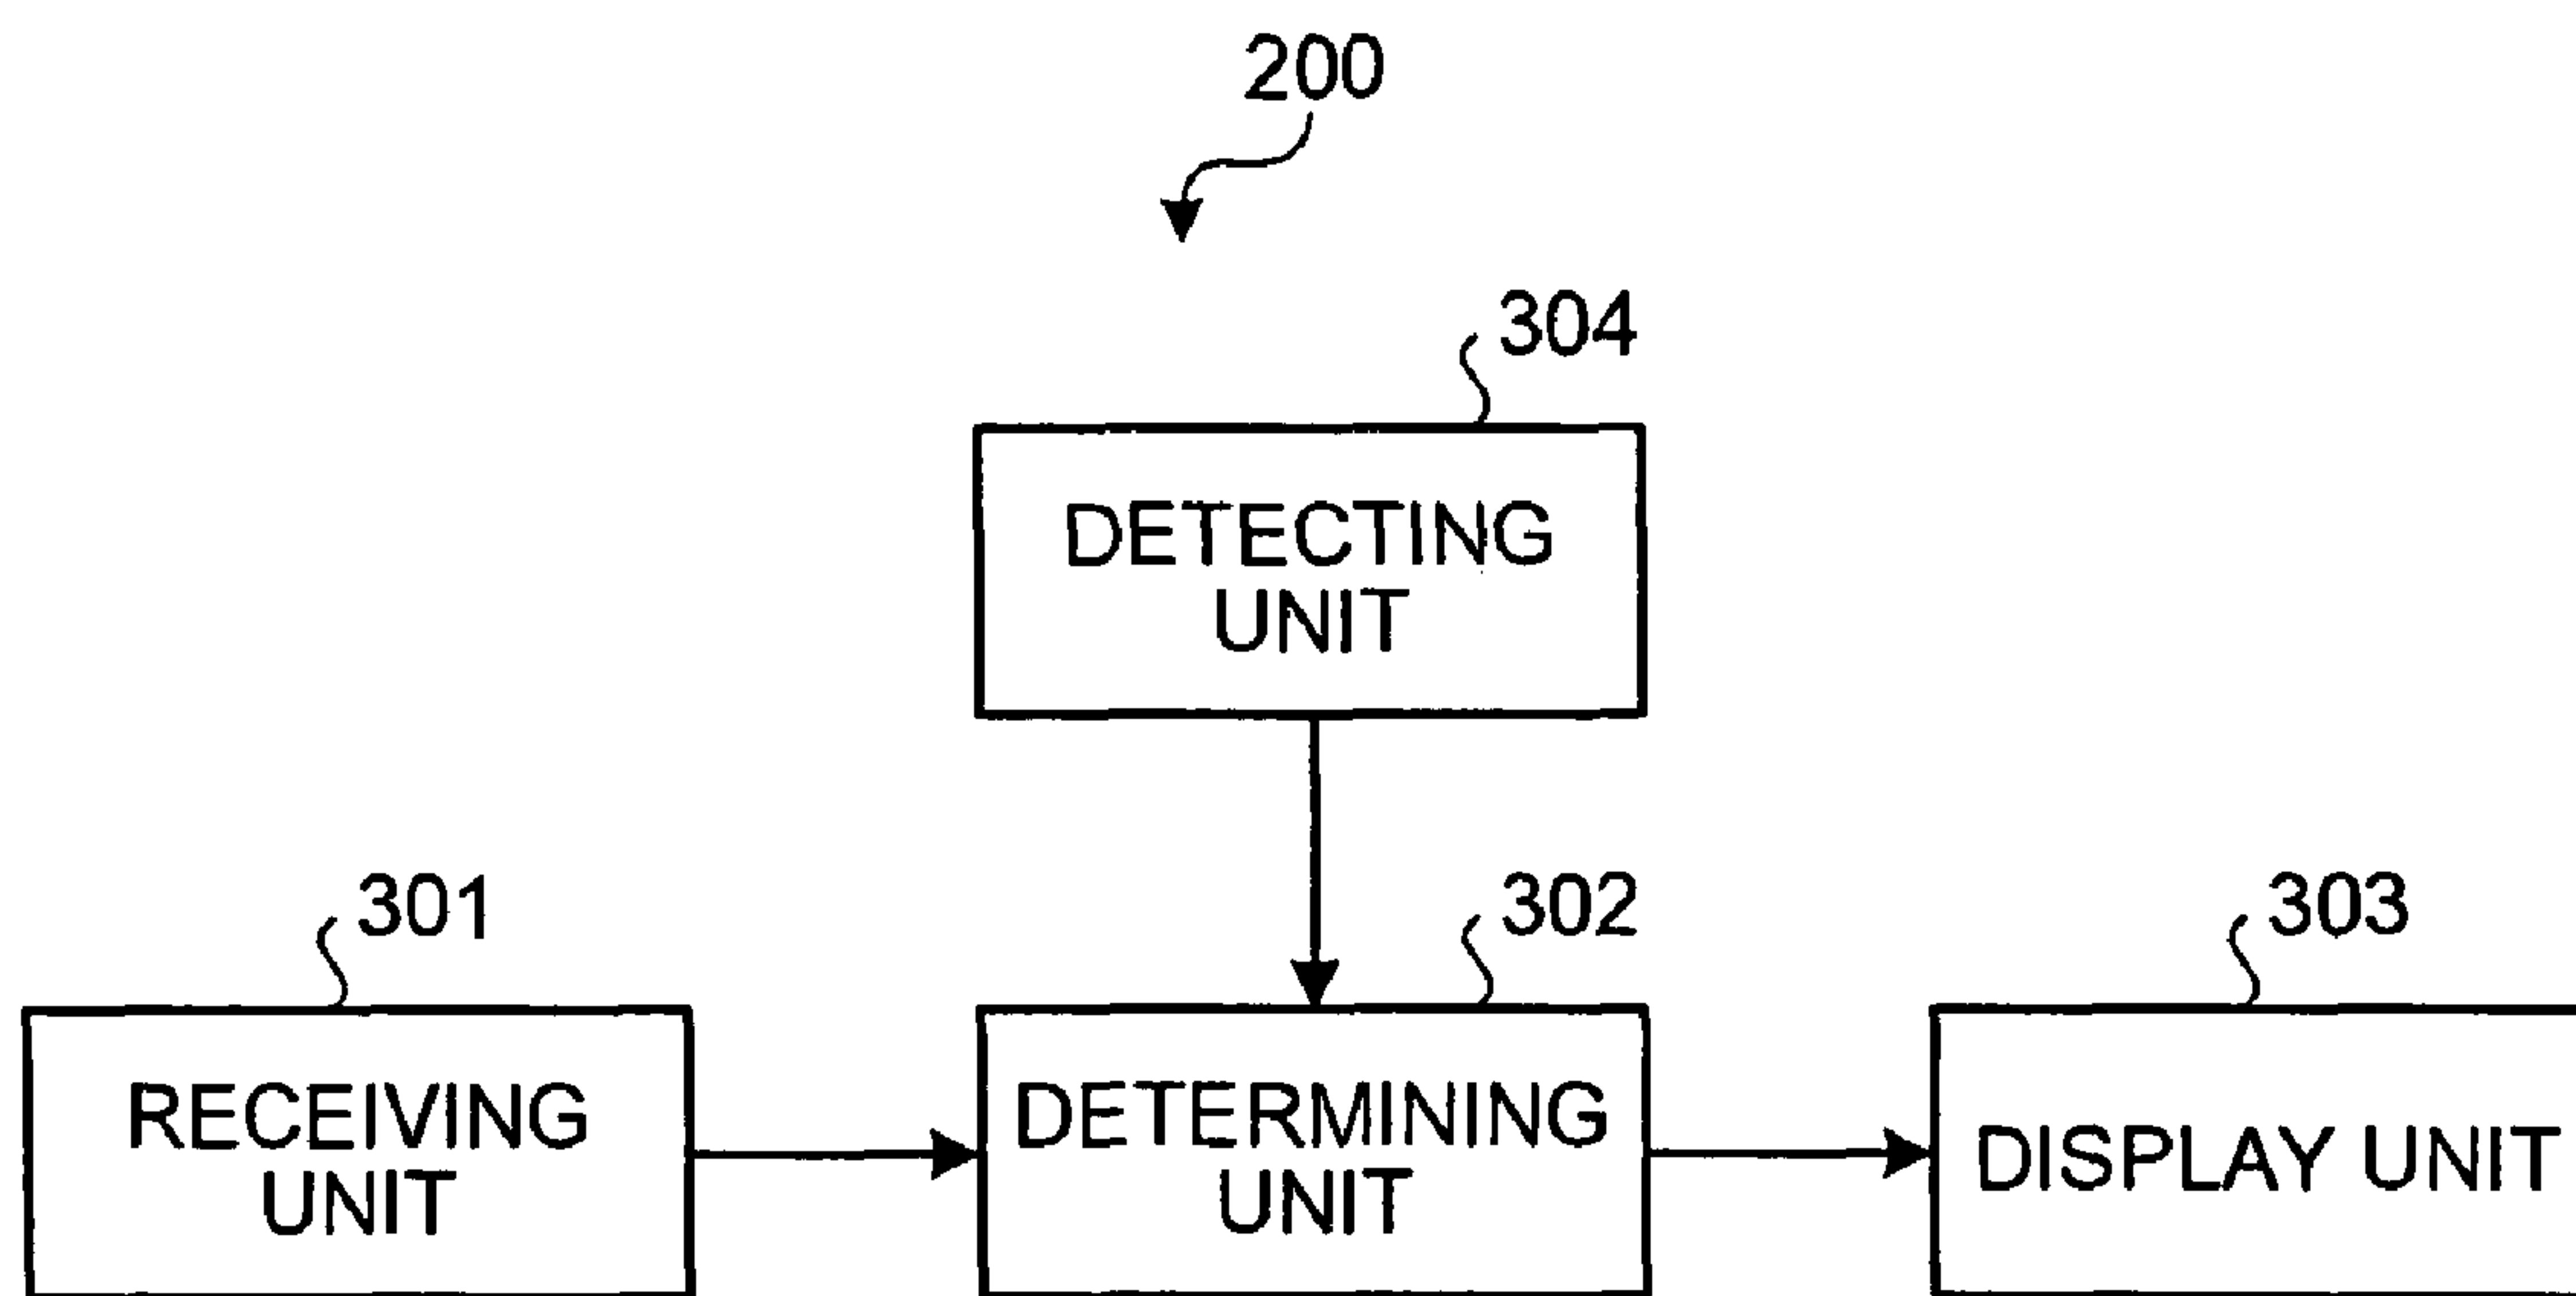 200
304
DETECTING
UNIT
301
302
303
RECEIVING
UNIT
DETERMINING
UNIT
DISPLAY UNIT